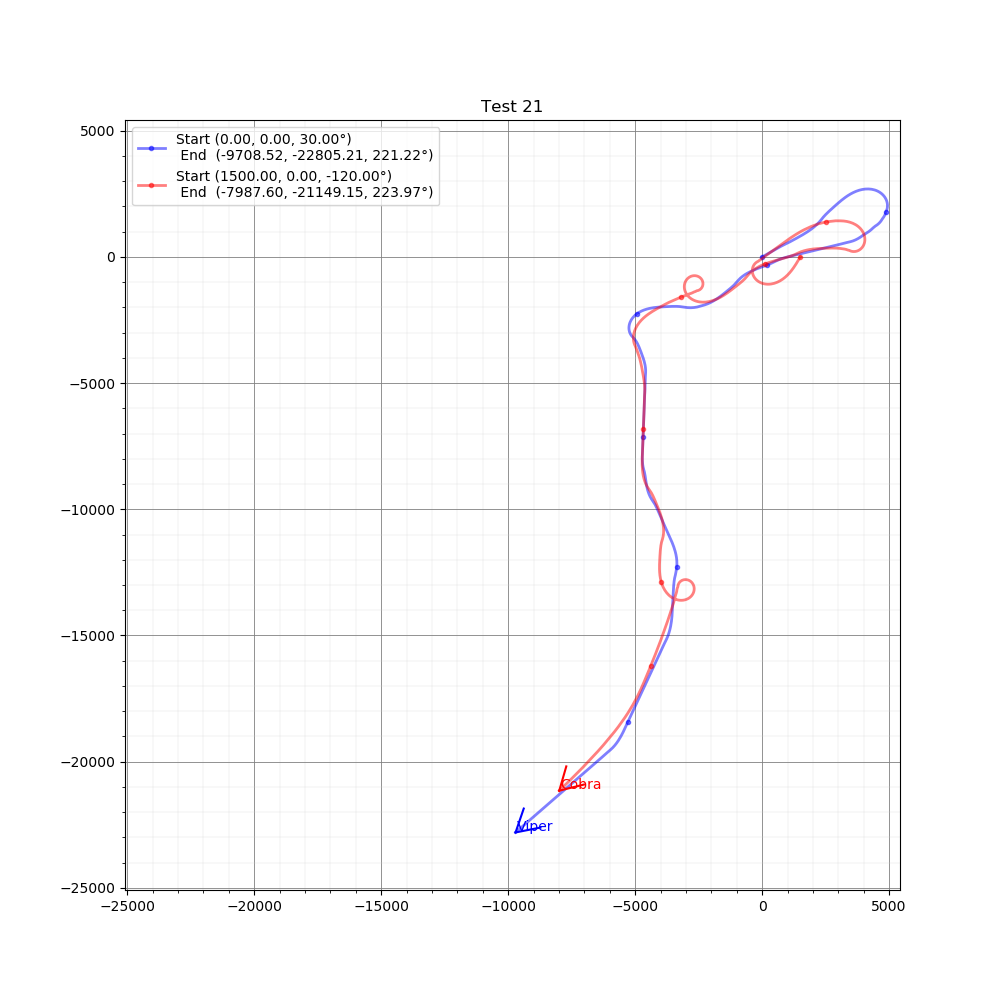 Test 21
Start (0.00, 0.00, 30.00°)
End  (-9708.52, -22805.21, 221.22°)
Start (1500.00, 0.00, -120.00°)
End  (-7987.60, -21149.15, 223.97°)
5000
0
−5000
−10000
−15000
−20000
−25000
Cobra
Viper
−25000 −20000 −15000 −10000 −5000 0 5000